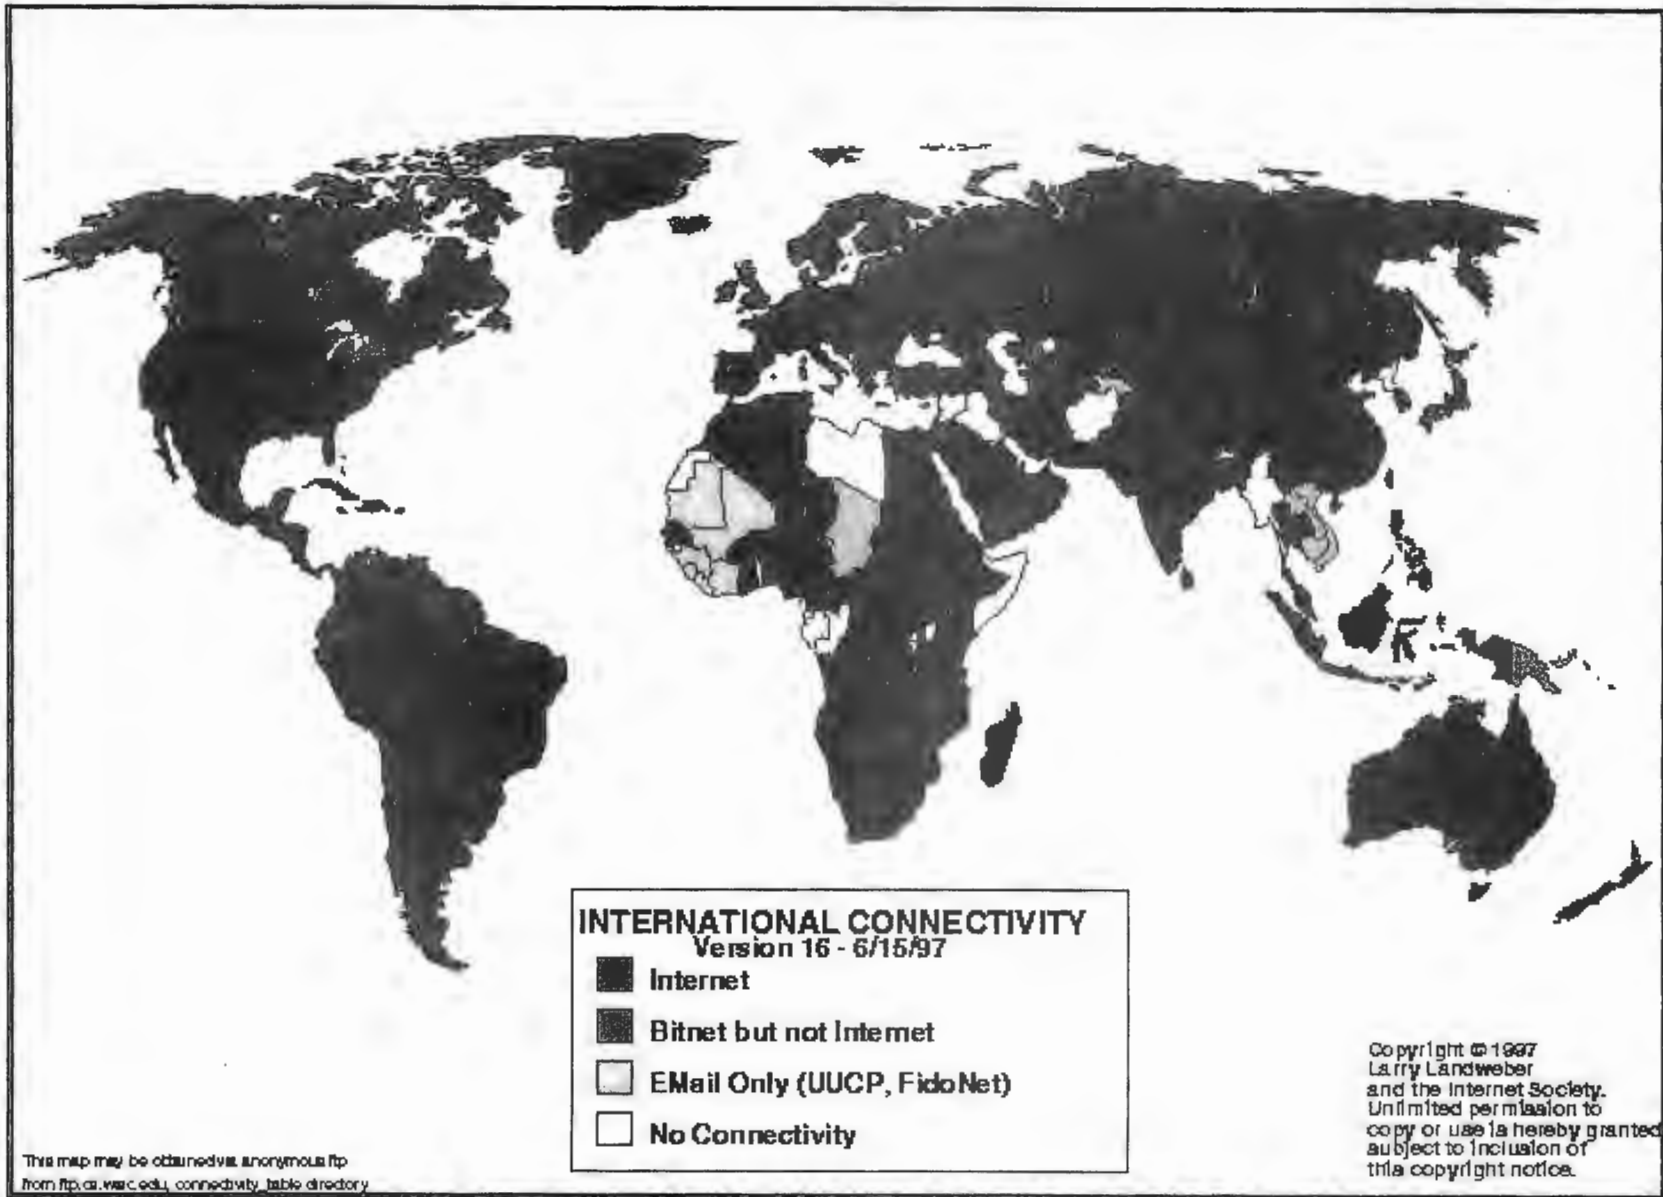 INTERNATIONAL CONNECTIVITY
Version 16 - 6/15/97
Internet
Bitnet but not Internet
EMail Only (UUCP, FidoNet)
No Connectivity
This map may be obtained via anonymous ftp
from ftp.cs.wisc.edu, connectivity_table directory
Copyright © 1997
Larry Landweber
and the Internet Society.
Unlimited permission to
copy or use is hereby granted
subject to inclusion of
this copyright notice.